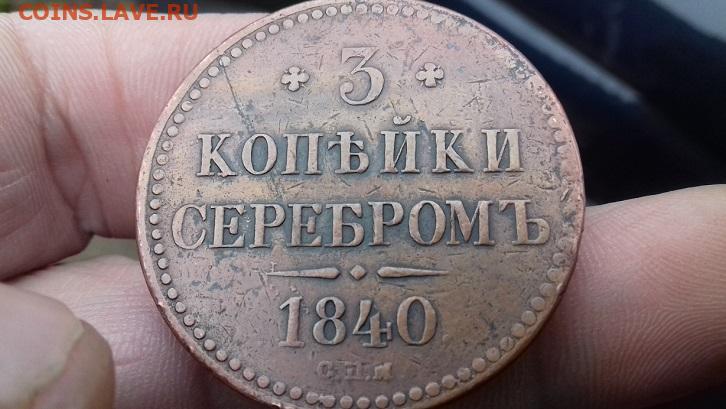 COINS.LAVE.RU
3
КОПѢЙКИ
СЕРЕБРОМЪ
1840
С.П.М